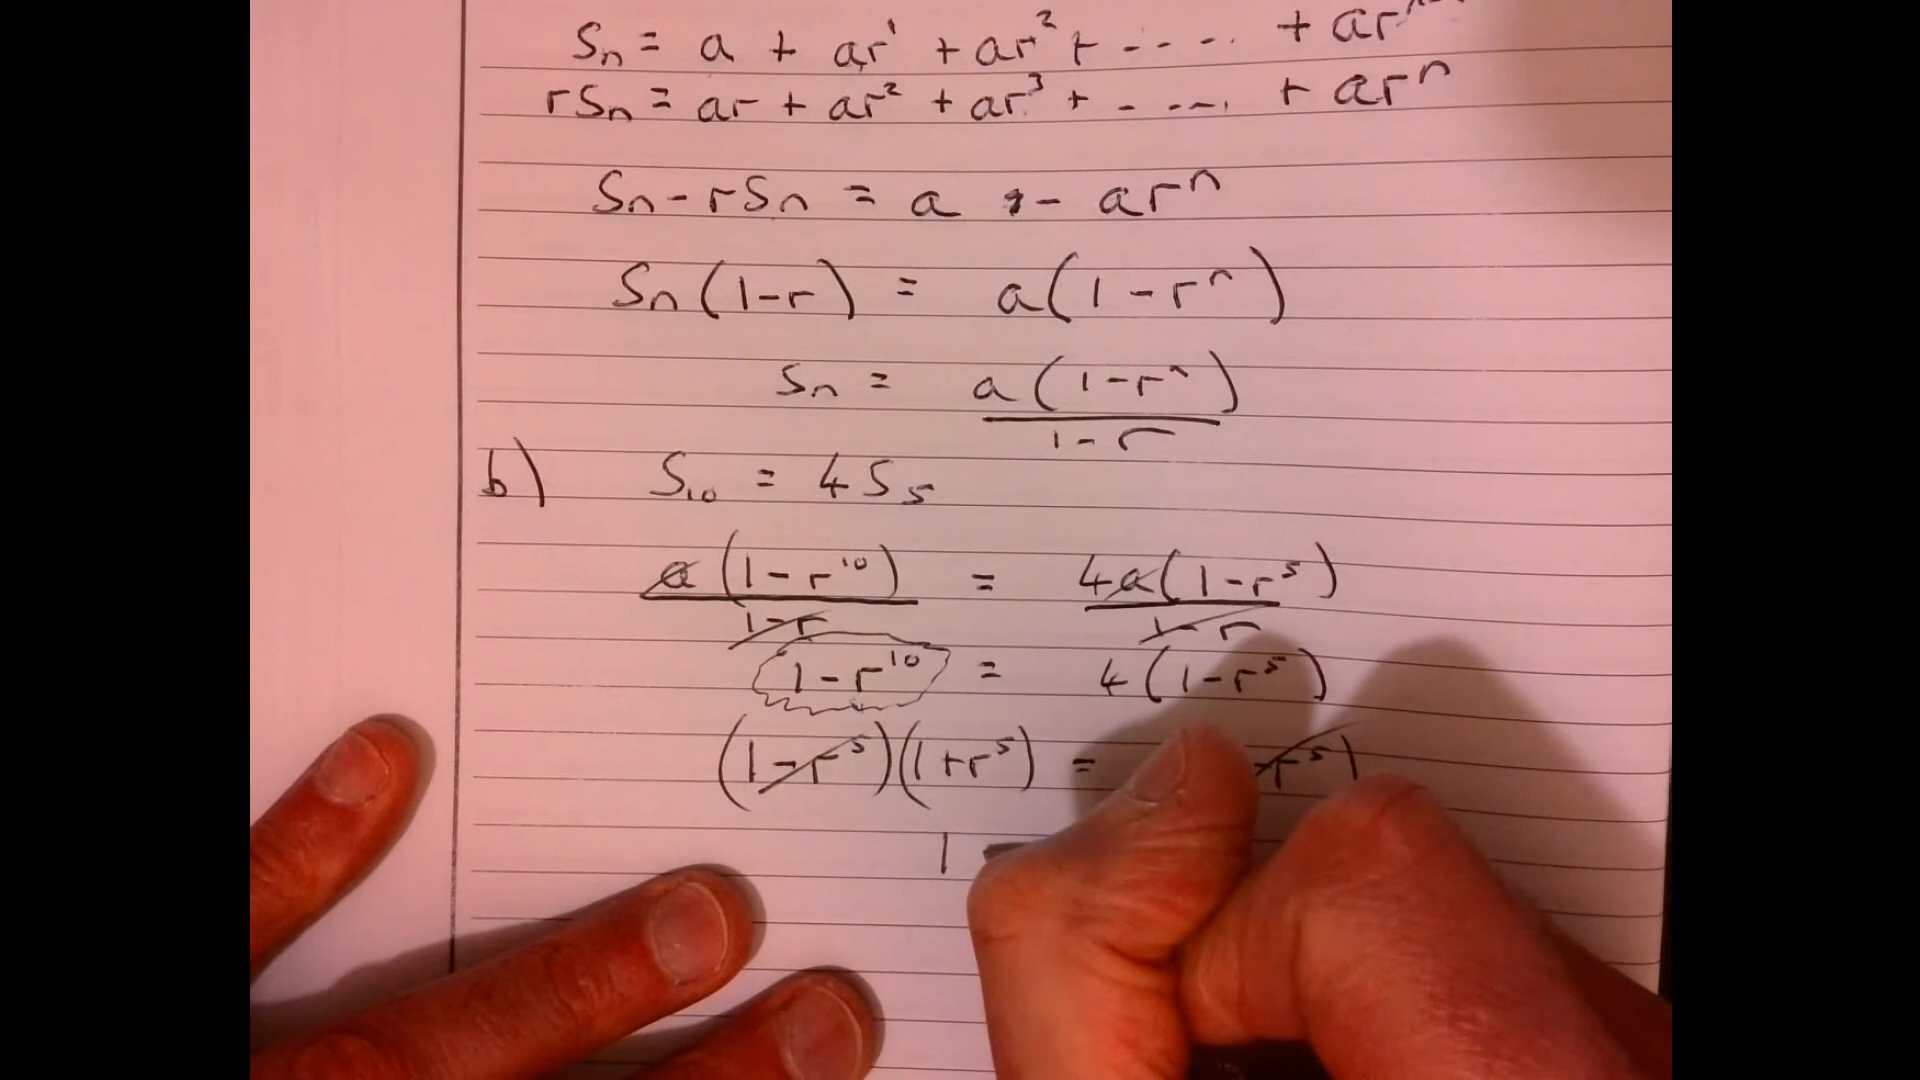 Sn = a + ar¹ + ar² + - - - - . + ar
rSn = ar + ar² + ar³ + - - - - . + arⁿ
Sn - rSn = a - arⁿ
Sn (1-r) = a(1-rⁿ)
Sn = a(1-rⁿ)
1-r
b) S10 = 4S5
a(1-r¹⁰) = 4a(1-r⁵)
1-r 1-r
1-r¹⁰ = 4(1-r⁵)
(1-r⁵)(1+r⁵) = -r⁵)
1